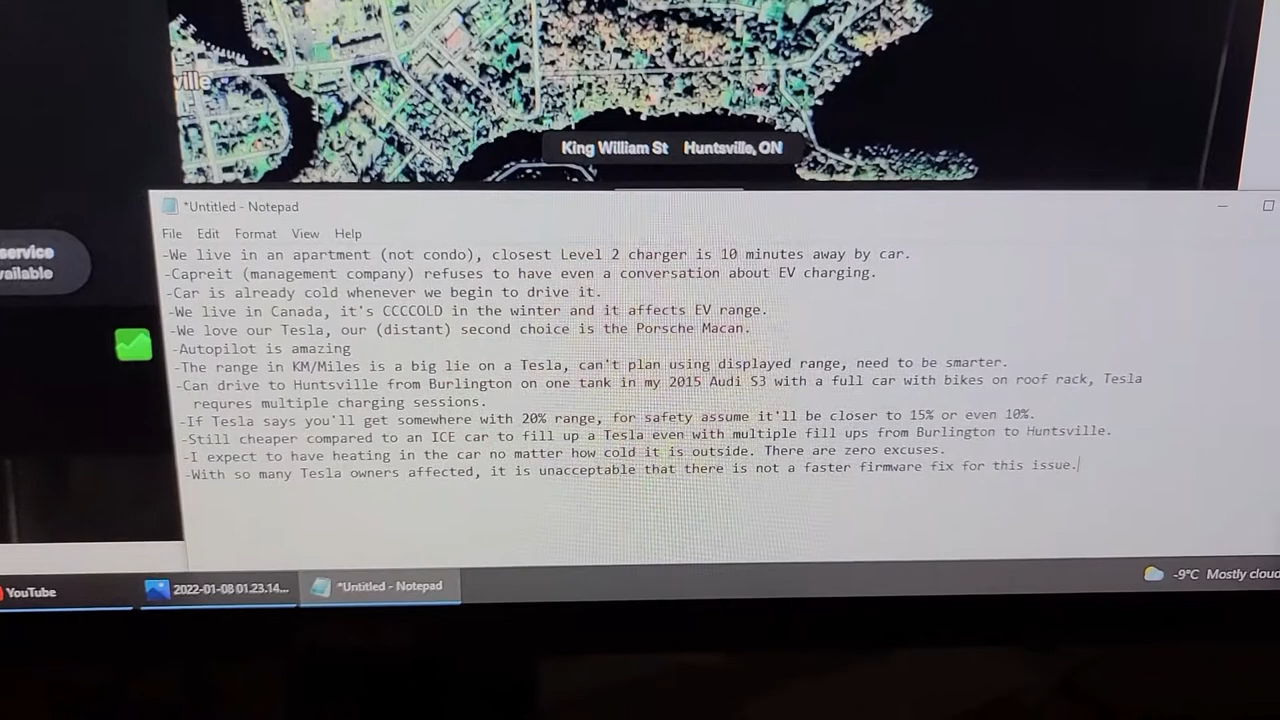 ville
King William St Huntsville, ON
*Untitled - Notepad
File Edit Format View Help
service
-We live in an apartment (not condo), closest Level 2 charger is 10 minutes away by car.
-Capreit (management company) refuses to have even a conversation about EV charging.
-Car is already cold whenever we begin to drive it.
-We live in Canada, it's CCCCOLD in the winter and it affects EV range.
-We love our Tesla, our (distant) second choice is the Porsche Macan.
-Autopilot is amazing
-The range in KM/Miles is a big lie on a Tesla, can't plan using displayed range, need to be smarter.
-Can drive to Huntsville from Burlington on one tank in my 2015 Audi S3 with a full car with bikes on roof rack, Tesla
requres multiple charging sessions.
-If Tesla says you'll get somewhere with 20% range, for safety assume it'll be closer to 15% or even 10%.
-Still cheaper compared to an ICE car to fill up a Tesla even with multiple fill ups from Burlington to Huntsville.
-I expect to have heating in the car no matter how cold it is outside. There are zero excuses.
-With so many Tesla owners affected, it is unacceptable that there is not a faster firmware fix for this issue.
YouTube
2022-01-08 01.23.14...
*Untitled - Notepad
-9°C Mostly cloud